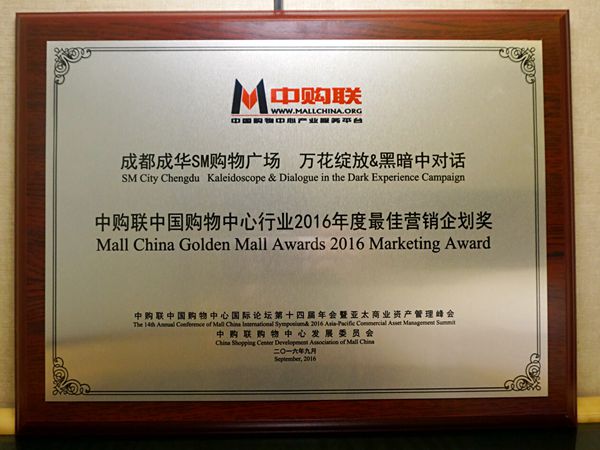 中购联
WWW.MALLCHINA.ORG
中国购物中心产业服务平台
成都成华SM购物广场 万花绽放&黑暗中对话
SM City Chengdu Kaleidoscope & Dialogue in the Dark Experience Campaign
中购联中国购物中心行业2016年度最佳营销企划奖
Mall China Golden Mall Awards 2016 Marketing Award
中购联中国购物中心国际论坛第十四届年会暨亚太商业资产管理峰会
The 14th Annual Conference of Mall China International Symposium& 2016 Asia-Pacific Commercial Asset Management Summit
中购联购物中心发展委员会
China Shopping Center Development Association of Mall China
二〇一六年九月
September, 2016